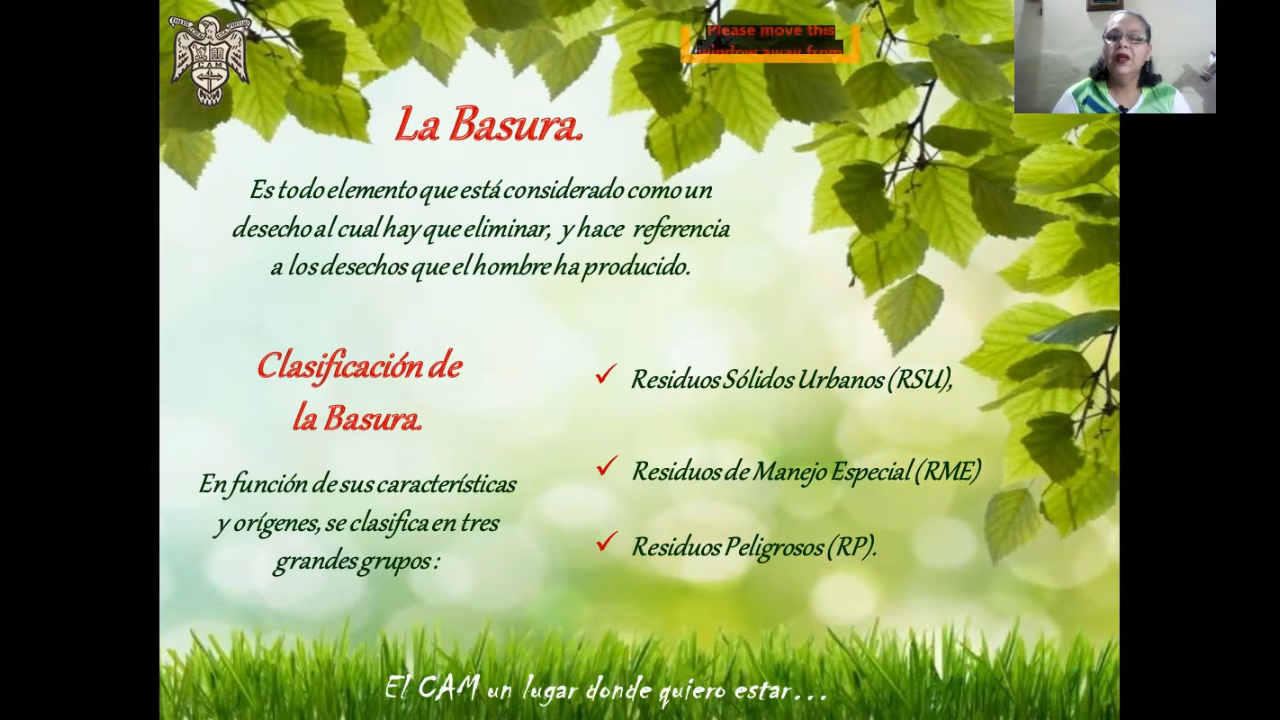 Please move this
window away from
La Basura.
Es todo elemento que está considerado como un
desecho al cual hay que eliminar, y hace referencia
a los desechos que el hombre ha producido.
Clasificación de
la Basura.
En función de sus características
y orígenes, se clasifica en tres
grandes grupos :
Residuos Sólidos Urbanos (RSU),
Residuos de Manejo Especial (RME)
Residuos Peligrosos (RP).
El CAM un lugar donde quiero estar...